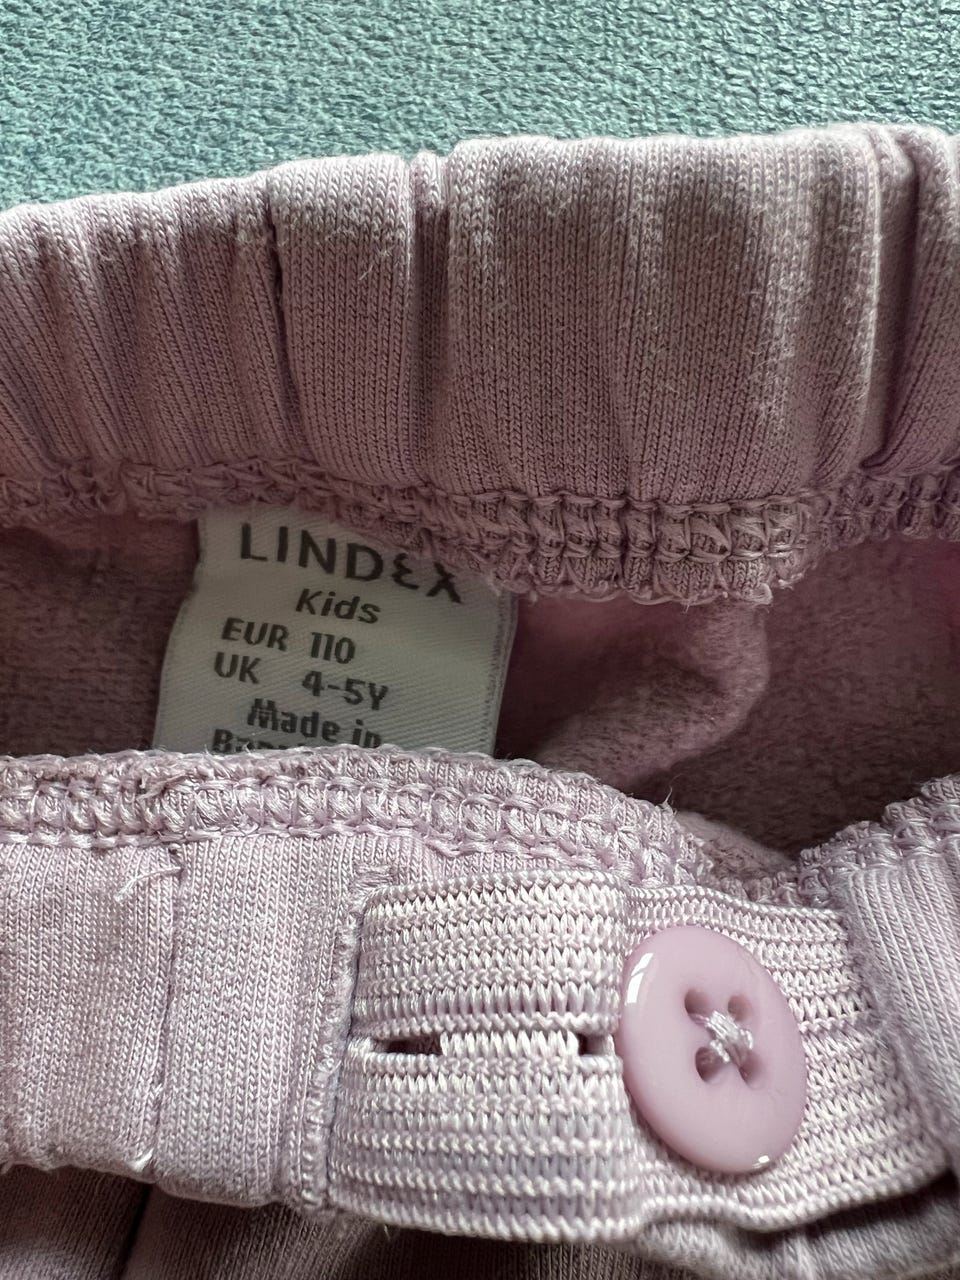 LINDEX
Kids
EUR 110
UK 4-5Y
Made in